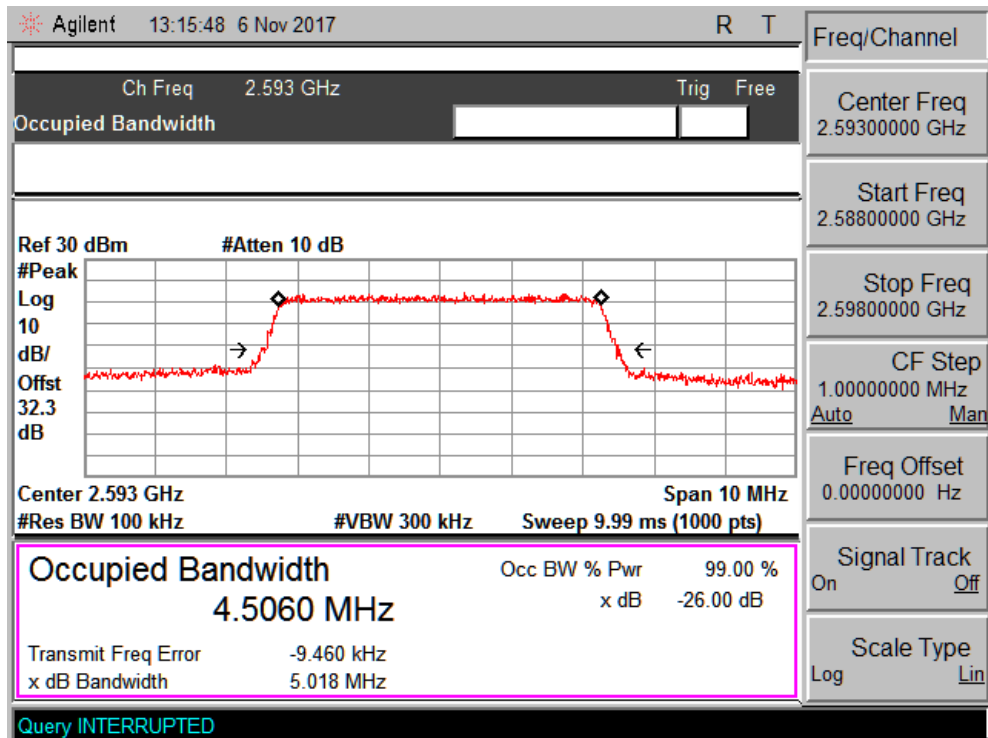 Agilent 13:15:48 6 Nov 2017 R T
Ch Freq 2.593 GHz Trig Free
Occupied Bandwidth
Ref 30 dBm #Atten 10 dB
#Peak
Log
10
dB/
Offst
32.3
dB
Center 2.593 GHz Span 10 MHz
#Res BW 100 kHz #VBW 300 kHz Sweep 9.99 ms (1000 pts)
Occupied Bandwidth Occ BW % Pwr 99.00 %
4.5060 MHz x dB -26.00 dB
Transmit Freq Error -9.460 kHz
x dB Bandwidth 5.018 MHz
Query INTERRUPTED
Freq/Channel
Center Freq
2.59300000 GHz
Start Freq
2.58800000 GHz
Stop Freq
2.59800000 GHz
CF Step
1.00000000 MHz
Auto Man
Freq Offset
0.00000000 Hz
Signal Track
On Off
Scale Type
Log Lin